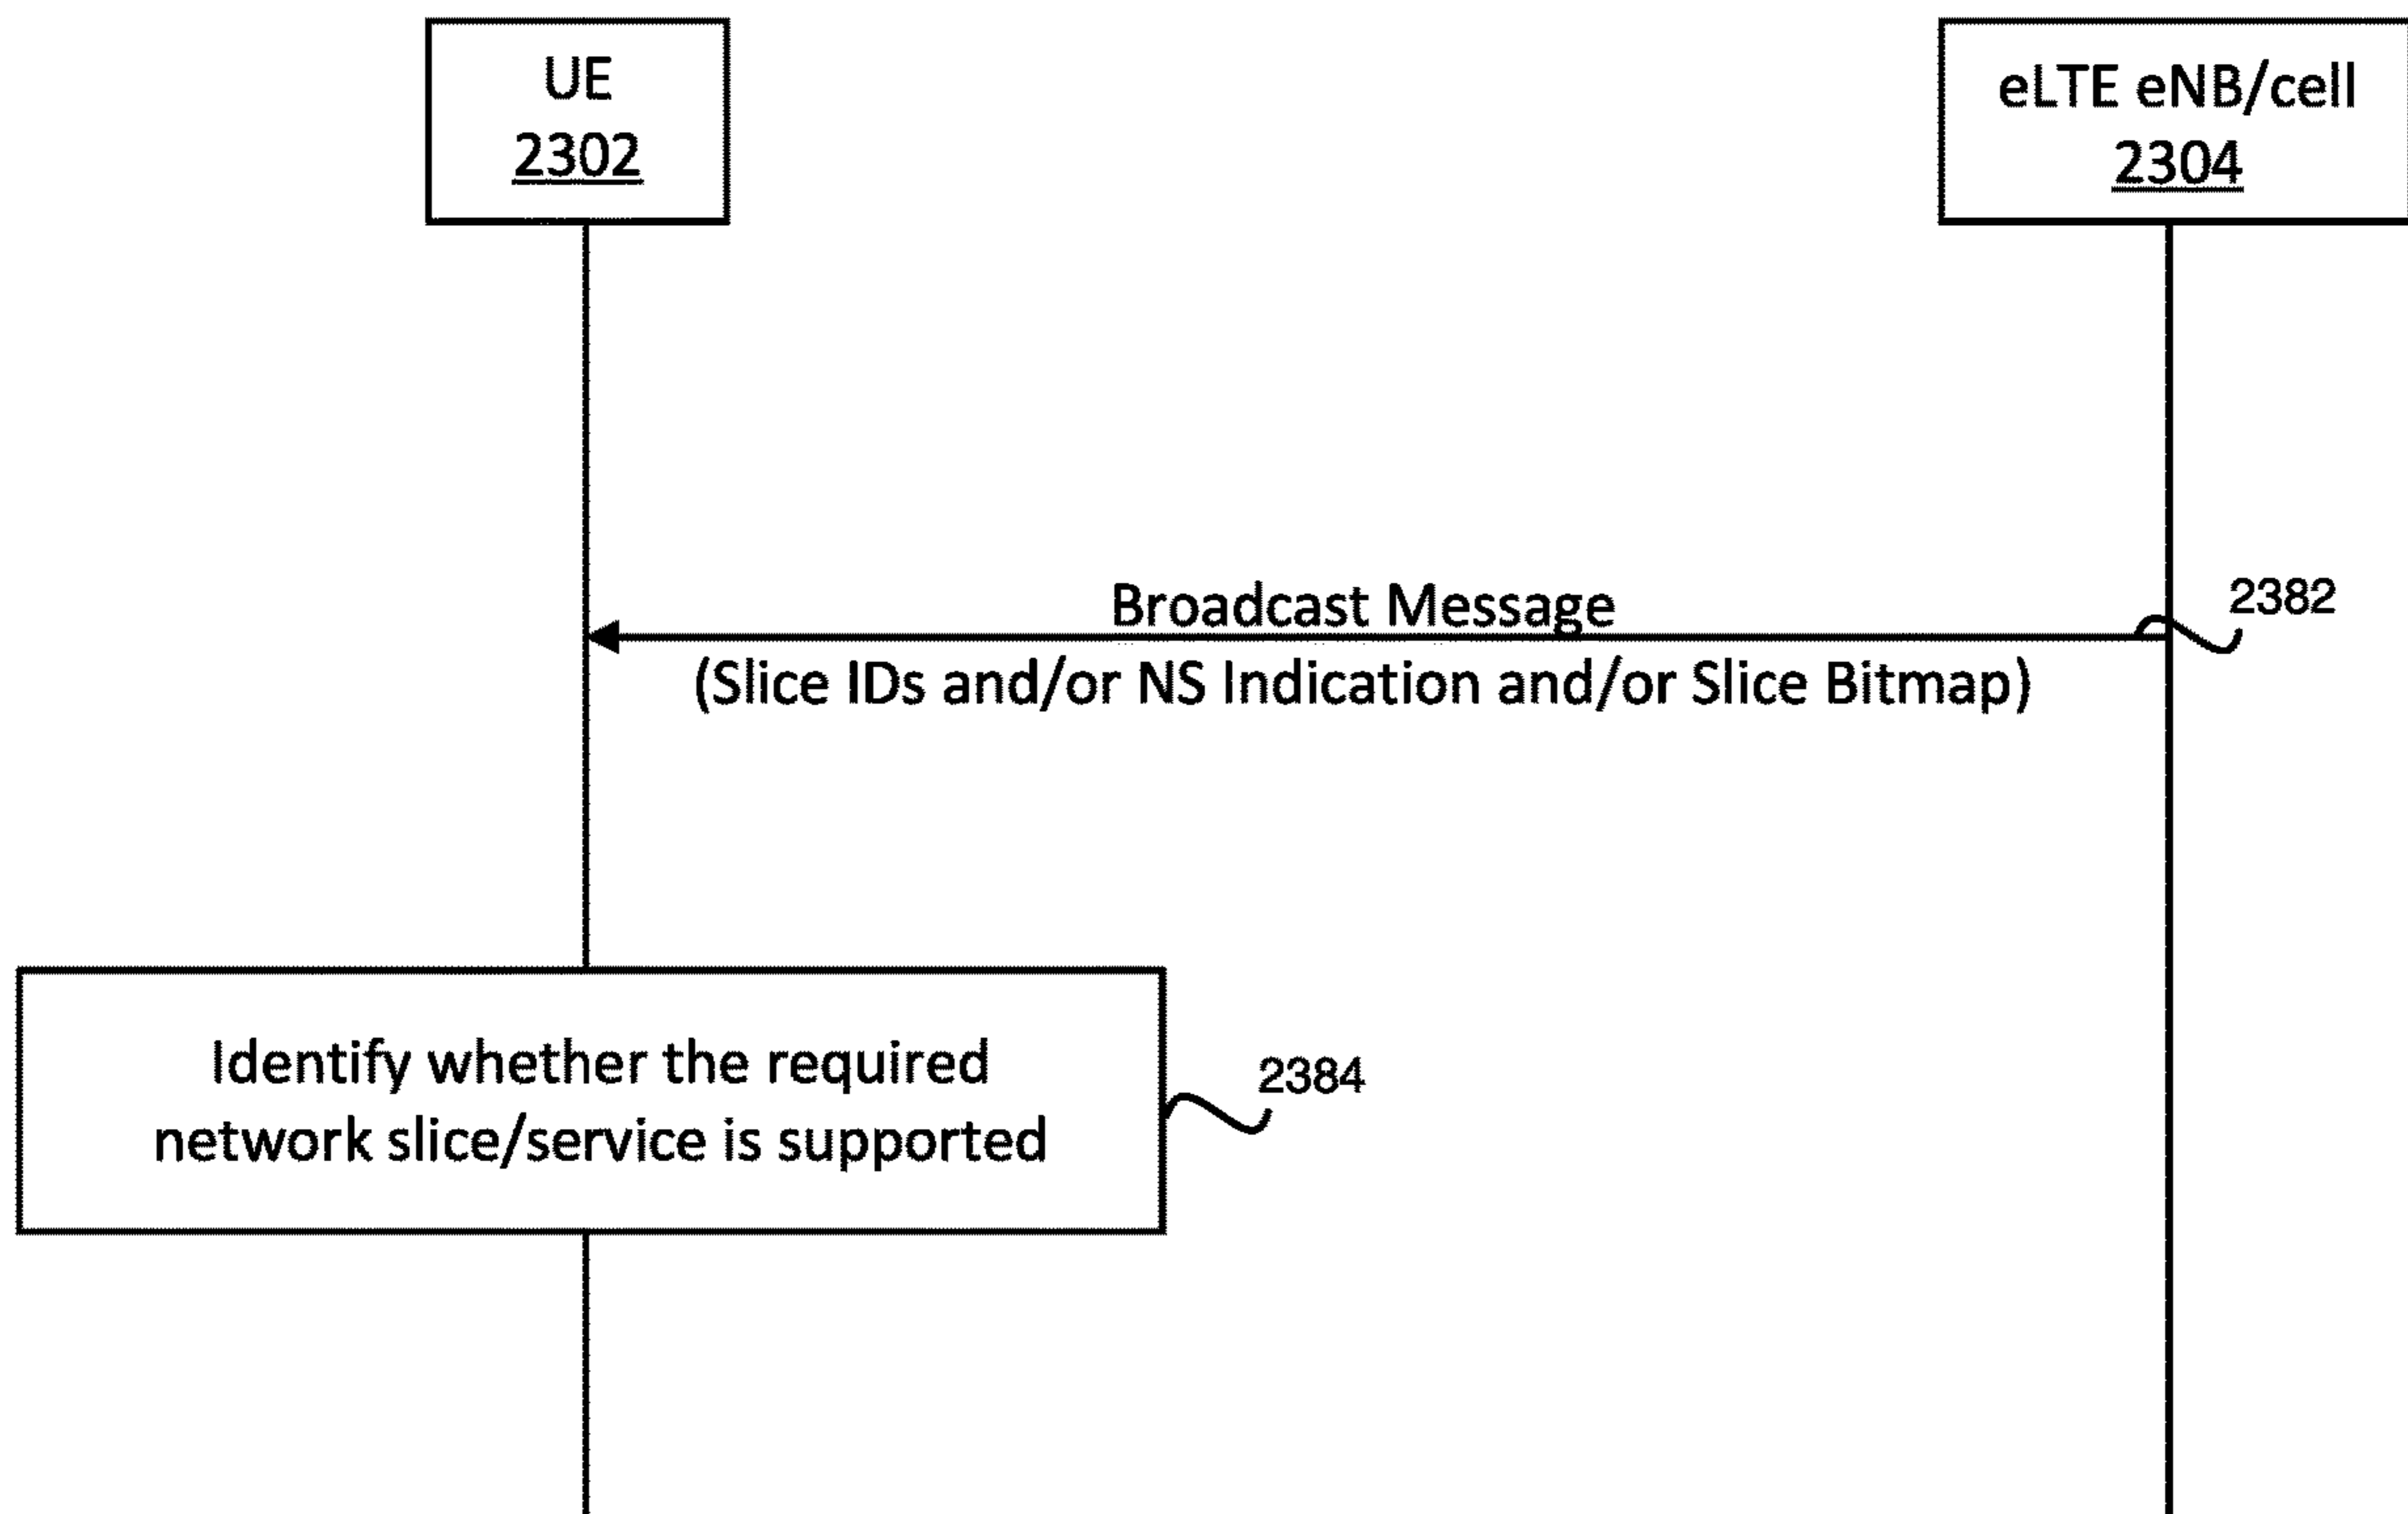 UE
2302
eLTE eNB/cell
2304
Broadcast Message
2382
(Slice IDs and/or NS Indication and/or Slice Bitmap)
Identify whether the required
network slice/service is supported
2384